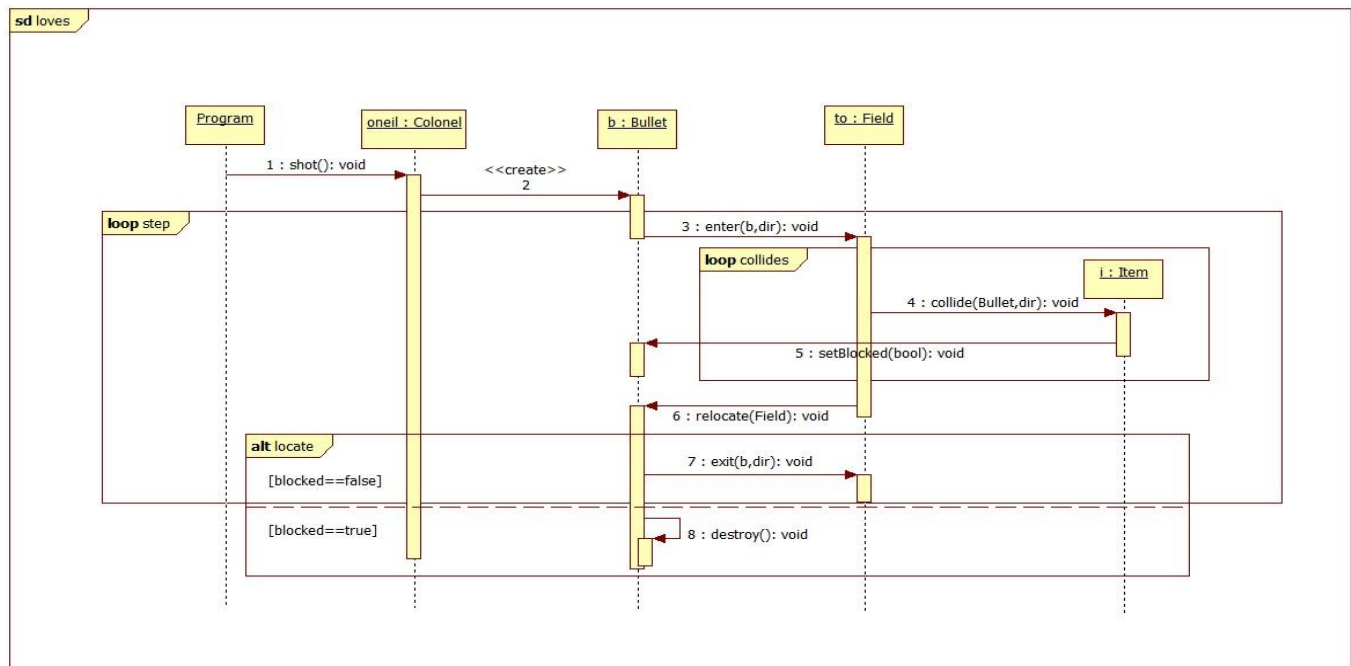 sd loves
Program
oneil : Colonel
b : Bullet
to : Field
1 : shot(): void
<<create>>
2
loop step
3 : enter(b,dir): void
loop collides
i : Item
4 : collide(Bullet,dir): void
5 : setBlocked(bool): void
6 : relocate(Field): void
alt locate
7 : exit(b,dir): void
[blocked==false]
[blocked==true]
8 : destroy(): void